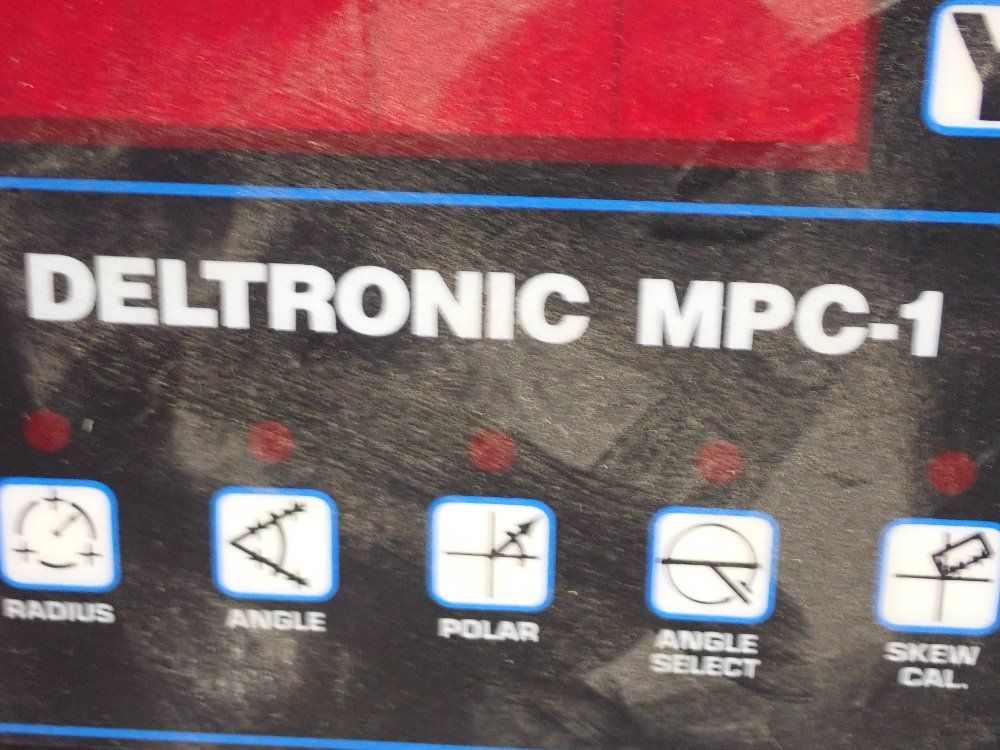 Y
DELTRONIC MPC-1
RADIUS
ANGLE
POLAR
ANGLE
SELECT
SKEW
CAL.